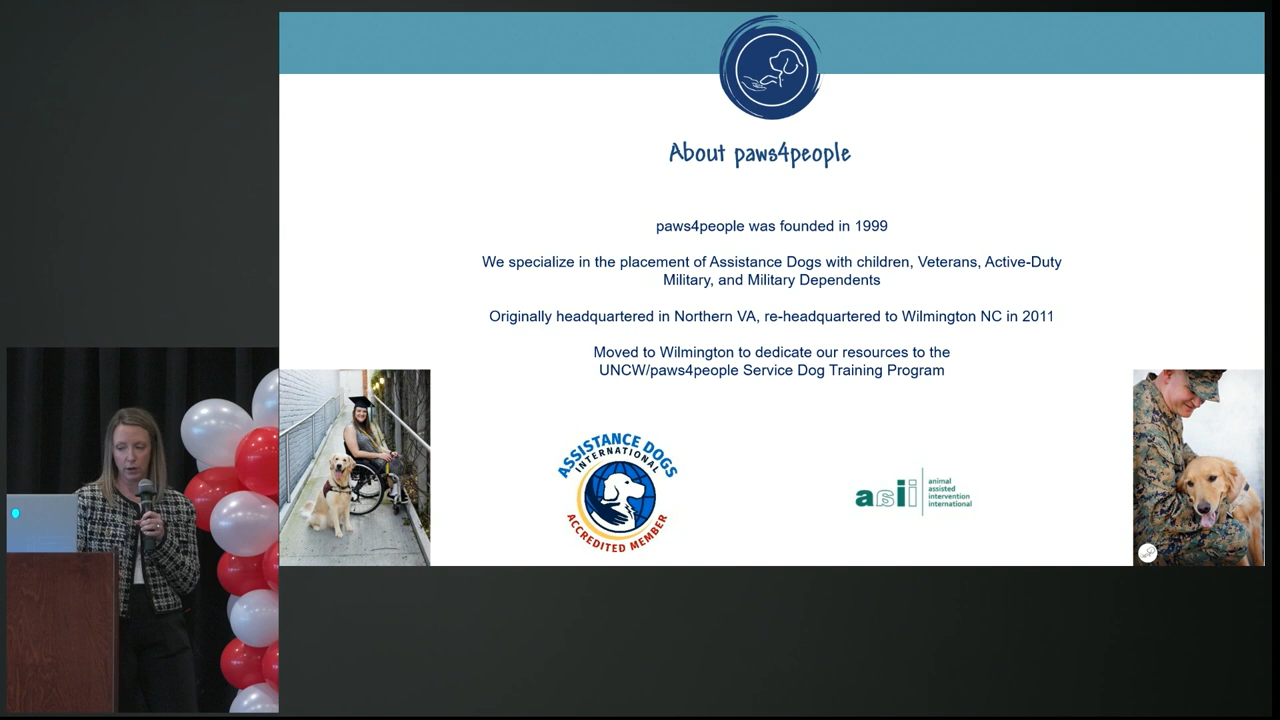 About paws4people
paws4people was founded in 1999
We specialize in the placement of Assistance Dogs with children, Veterans, Active-Duty
Military, and Military Dependents
Originally headquartered in Northern VA, re-headquartered to Wilmington NC in 2011
Moved to Wilmington to dedicate our resources to the
UNCW/paws4people Service Dog Training Program
ASSISTANCE DOGS
INTERNATIONAL
ACCREDITED MEMBER
aaii
animal
assisted
intervention
international